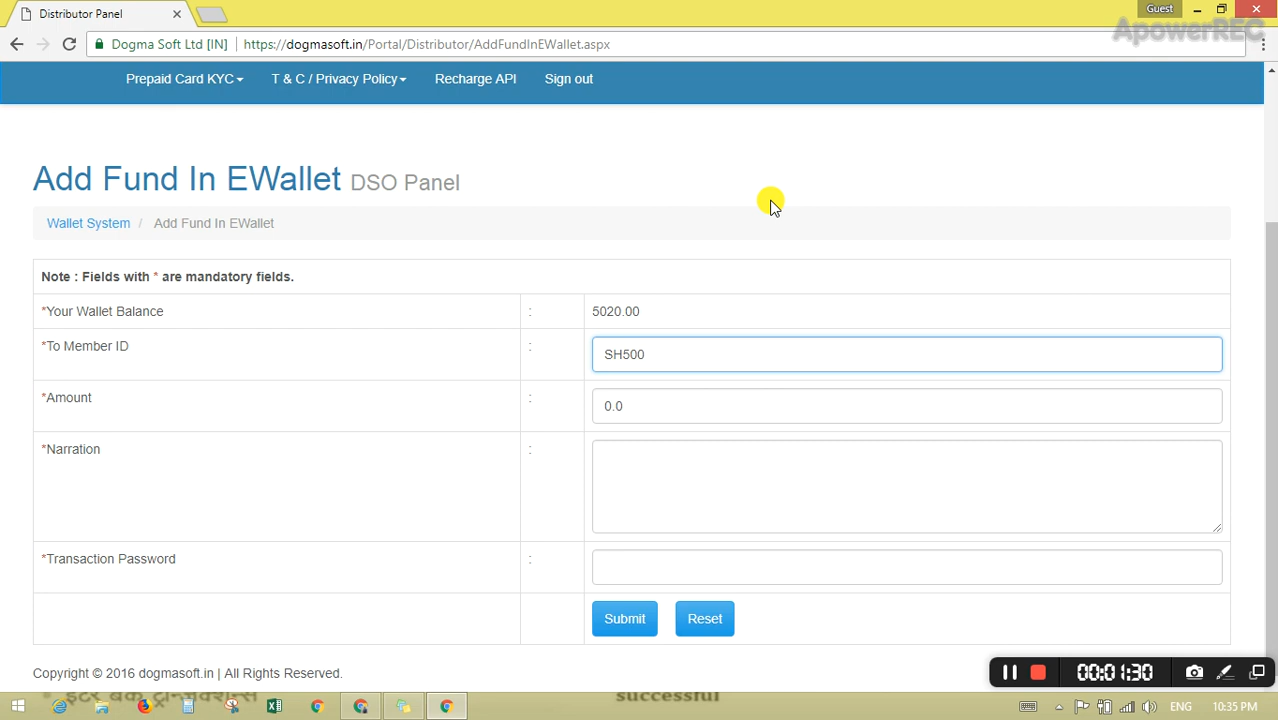 Distributor Panel
Guest
ApowerREC
Dogma Soft Ltd [IN] https://dogmasoft.in/Portal/Distributor/AddFundInEWallet.aspx
Prepaid Card KYC T & C / Privacy Policy Recharge API Sign out
Add Fund In EWallet DSO Panel
Wallet System / Add Fund In EWallet
Note : Fields with * are mandatory fields.
*Your Wallet Balance : 5020.00
*To Member ID : SH500
*Amount : 0.0
*Narration :
*Transaction Password :
Submit Reset
Copyright © 2016 dogmasoft.in | All Rights Reserved.
00:01:30
successful
ENG 10:35 PM